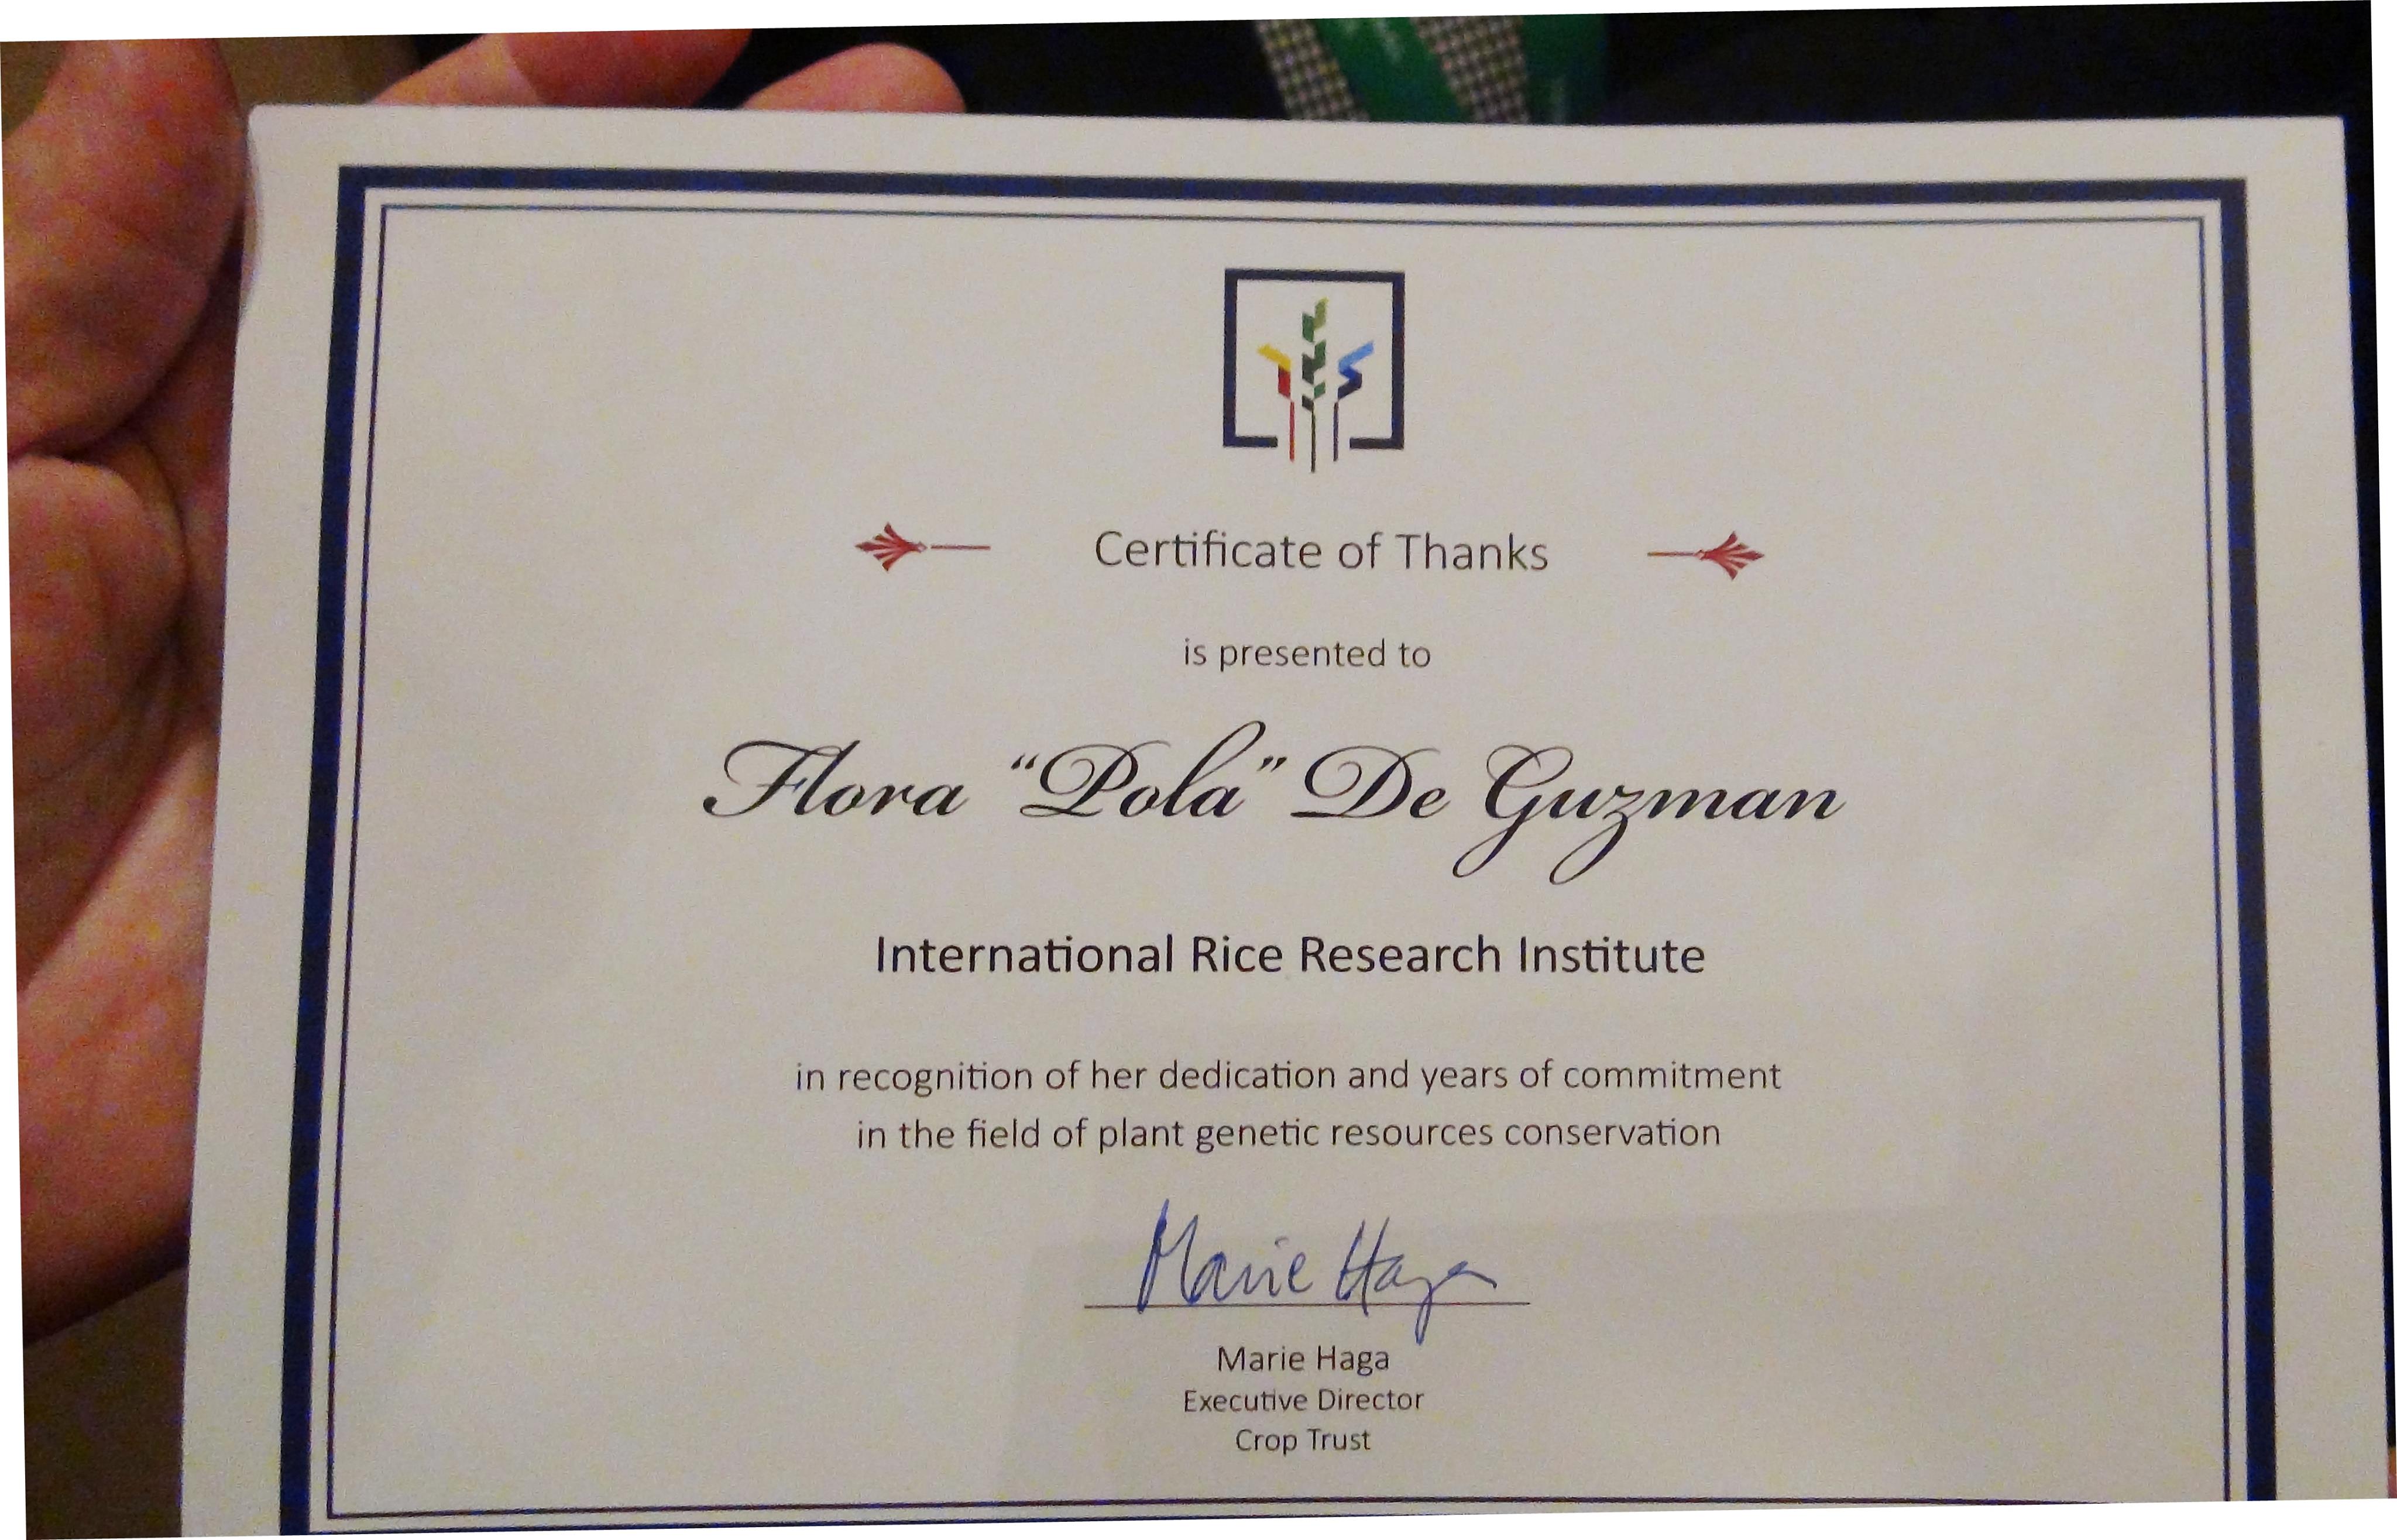 Certificate of Thanks
is presented to
Flora “Pola” De Guzman
International Rice Research Institute
in recognition of her dedication and years of commitment
in the field of plant genetic resources conservation
Marie Haga
Marie Haga
Executive Director
Crop Trust